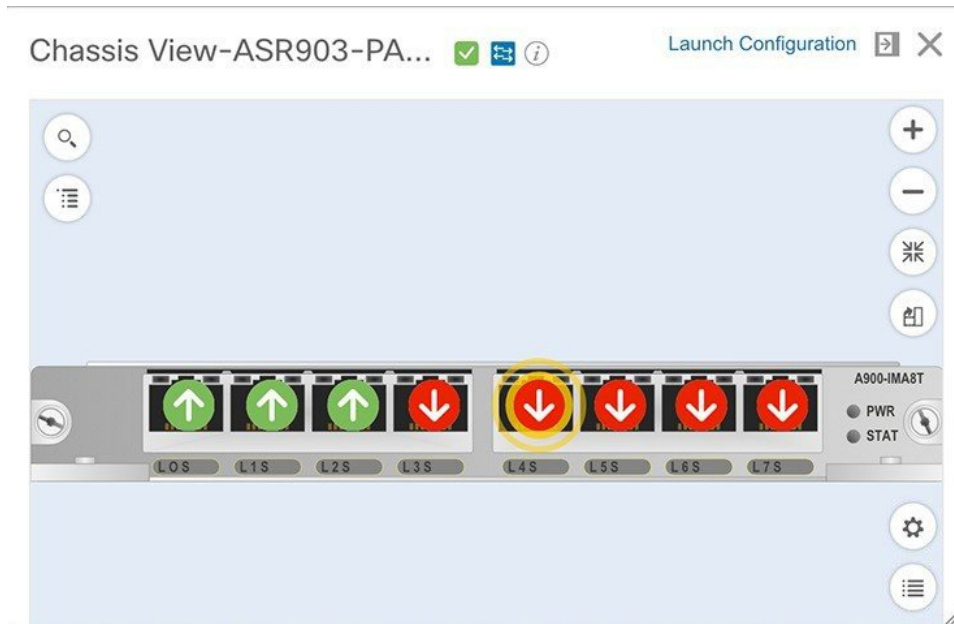 Chassis View-ASR903-PA...
Launch Configuration
A900-IMA8T
PWR
STAT
L0S L1S L2S L3S L4S L5S L6S L7S